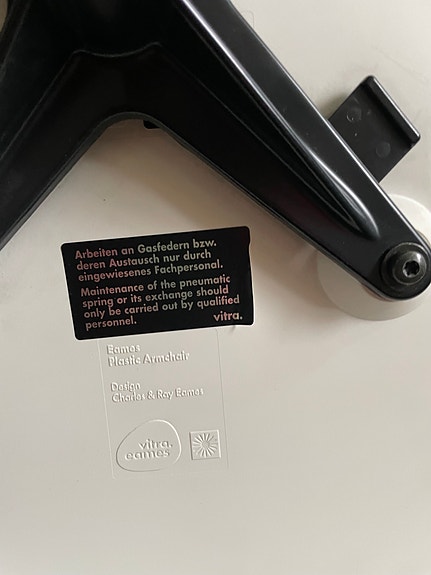 Arbeiten an Gasfedern bzw.
deren Austausch nur durch
eingewiesenes Fachpersonal.
Maintenance of the pneumatic
spring or its exchange should
only be carried out by qualified
personnel. vitra.
Eames
Plastic Armchair
Design
Charles & Ray Eames
vitra.
eames